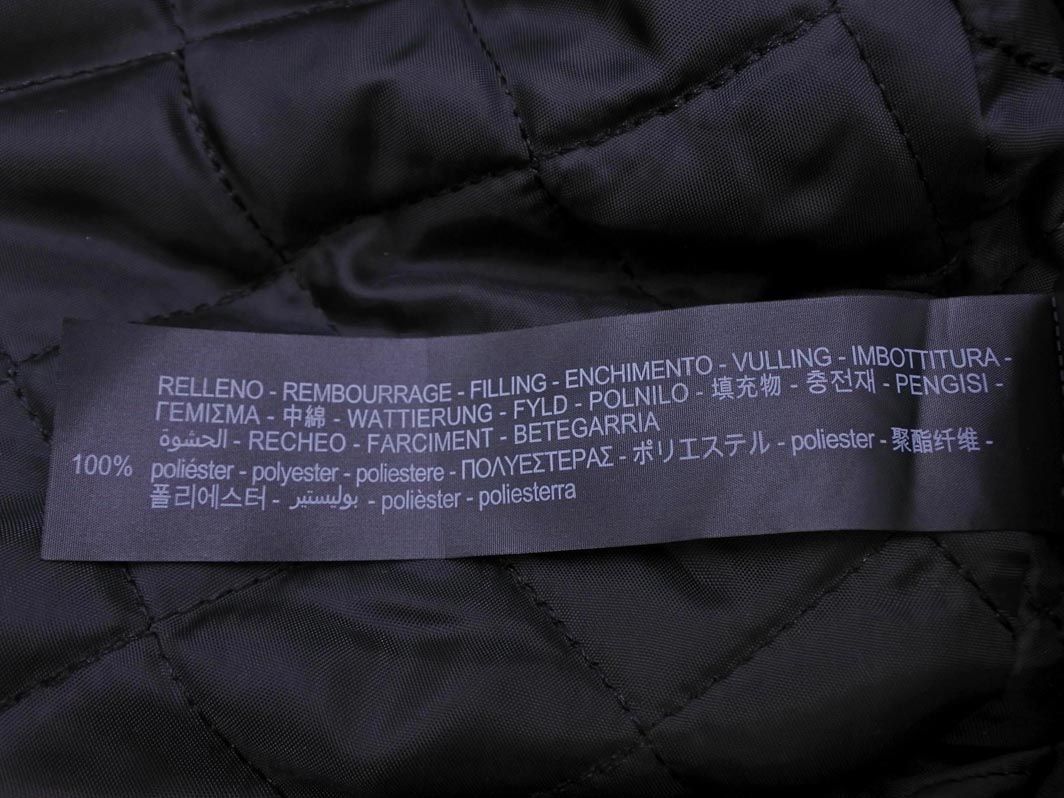 RELLENO - REMBOURRAGE - FILLING - ENCHIMENTO - VULLING - IMBOTTITURA -
ΓΕΜΙΣΜΑ - 中綿 - WATTIERUNG - FYLD - POLNILO - 填充物 - 충전재 - PENGISI -
الحشوة - RECHEO - FARCIMENT - BETEGARRIA
100% poliéster - polyester - poliestere - ΠΟΛΥΕΣΤΕΡΑΣ - ポリエステル - poliester - 聚酯纤维 -
폴리에스터 - بوليستير - polièster - poliesterra